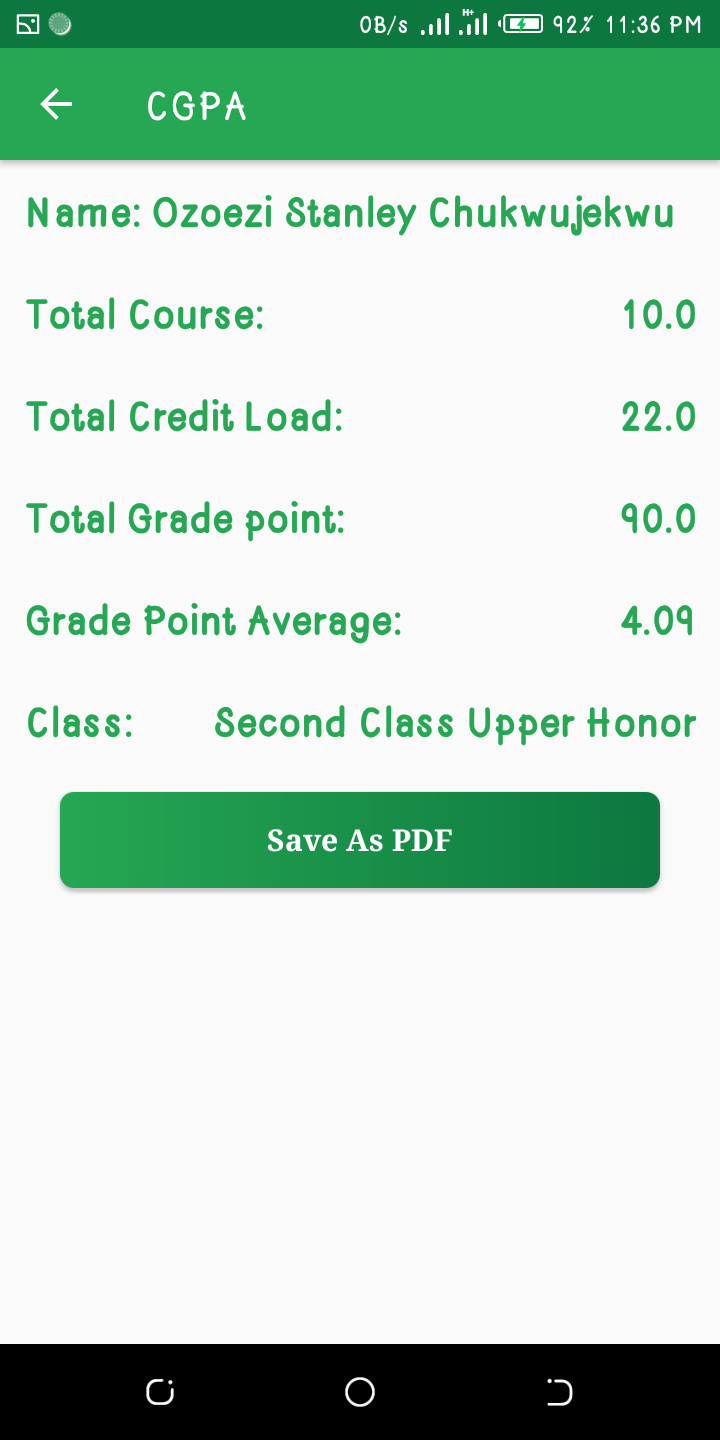 0B/s H+ 92% 11:36 PM
CGPA
Name: Ozoezi Stanley Chukwujekwu
Total Course: 10.0
Total Credit Load: 22.0
Total Grade point: 90.0
Grade Point Average: 4.09
Class: Second Class Upper Honor
Save As PDF